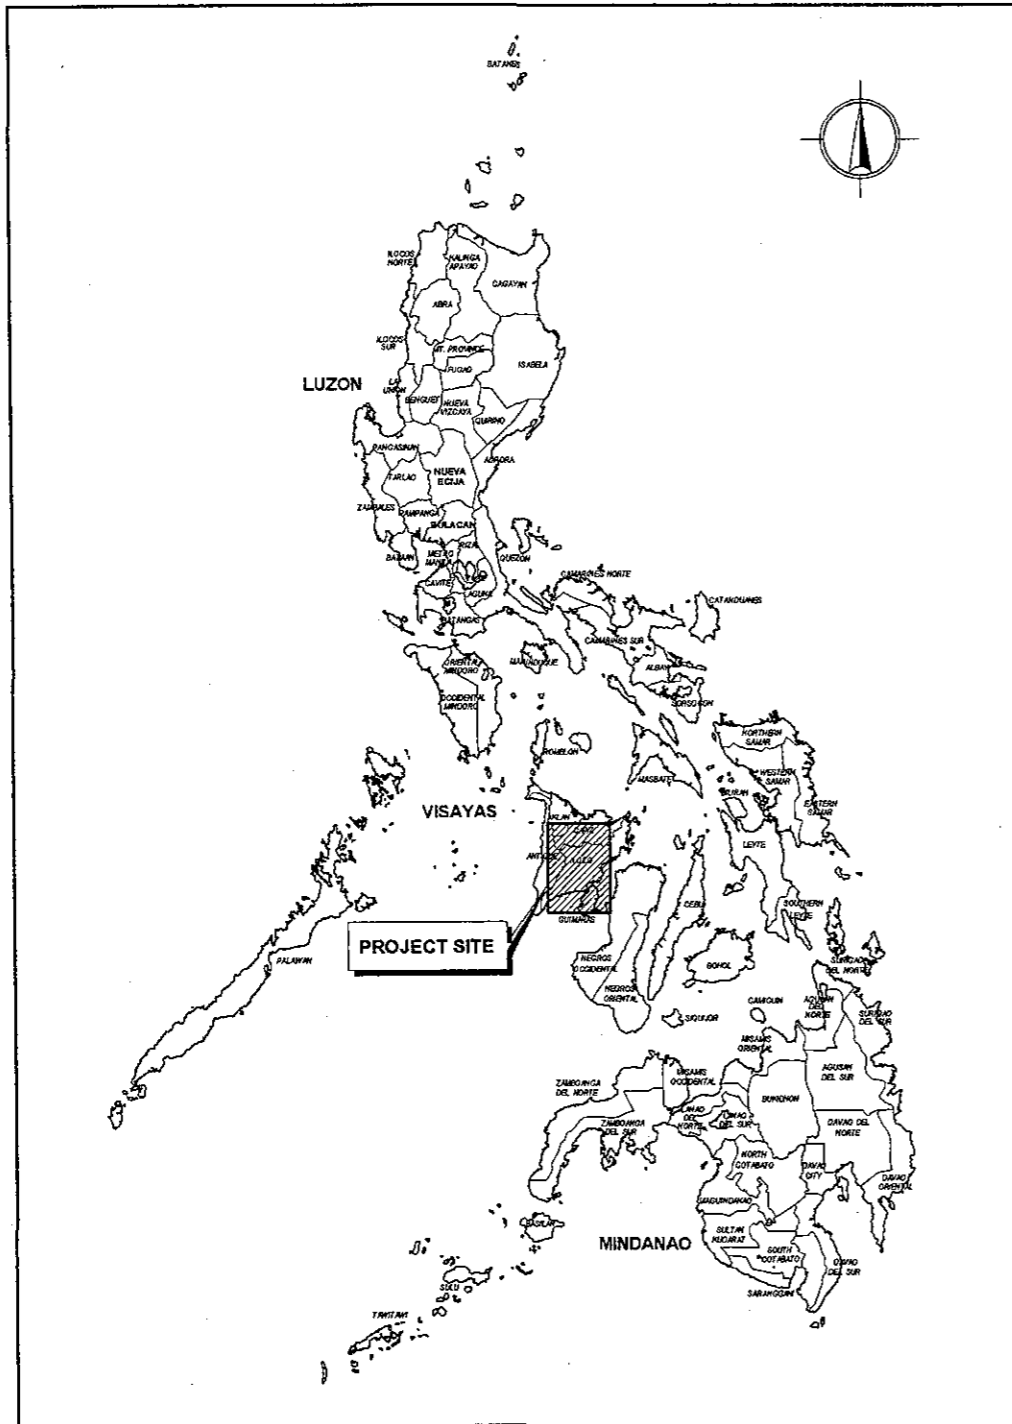 BATANES
ILOCOS
NORTE
KALINGA
APAYAO
CAGAYAN
ABRA
ILOCOS
SUR
MT. PROVINCE
IFUGAO
ISABELA
LUZON
LA
UNION
BENGUET
NUEVA
VIZCAYA
QUIRINO
PANGASINAN
AURORA
TARLAC
NUEVA
ECIJA
ZAMBALES
PAMPANGA
BULACAN
BATAAN
METRO
MANILA
RIZAL
QUEZON
CAVITE
LAGUNA
BATANGAS
CAMARINES NORTE
CATANDUANES
CAMARINES SUR
ORIENTAL
MINDORO
MARINDUQUE
ALBAY
OCCIDENTAL
MINDORO
SORSOGON
ROMBLON
MASBATE
NORTHERN
SAMAR
WESTERN
SAMAR
BILIRAN
EASTERN
SAMAR
VISAYAS
AKLAN
CAPIZ
ANTIQUE
ILOILO
LEYTE
GUIMARAS
CEBU
SOUTHERN
LEYTE
PROJECT SITE
PALAWAN
NEGROS
OCCIDENTAL
NEGROS
ORIENTAL
BOHOL
SURIGAO
DEL NORTE
SIQUIJOR
CAMIGUIN
AGUSAN
DEL
NORTE
SURIGAO
DEL SUR
MISAMIS
ORIENTAL
ZAMBOANGA
DEL NORTE
MISAMIS
OCCIDENTAL
BUKIDNON
AGUSAN
DEL SUR
ZAMBOANGA
DEL SUR
LANAO
DEL
NORTE
LANAO
DEL SUR
DAVAO DEL
NORTE
NORTH
COTABATO
DAVAO
CITY
DAVAO
ORIENTAL
MAGUINDANAO
BASILAN
MINDANAO
SULTAN
KUDARAT
SOUTH
COTABATO
DAVAO
DEL SUR
SARANGGANI
SULU
TAWITAWI